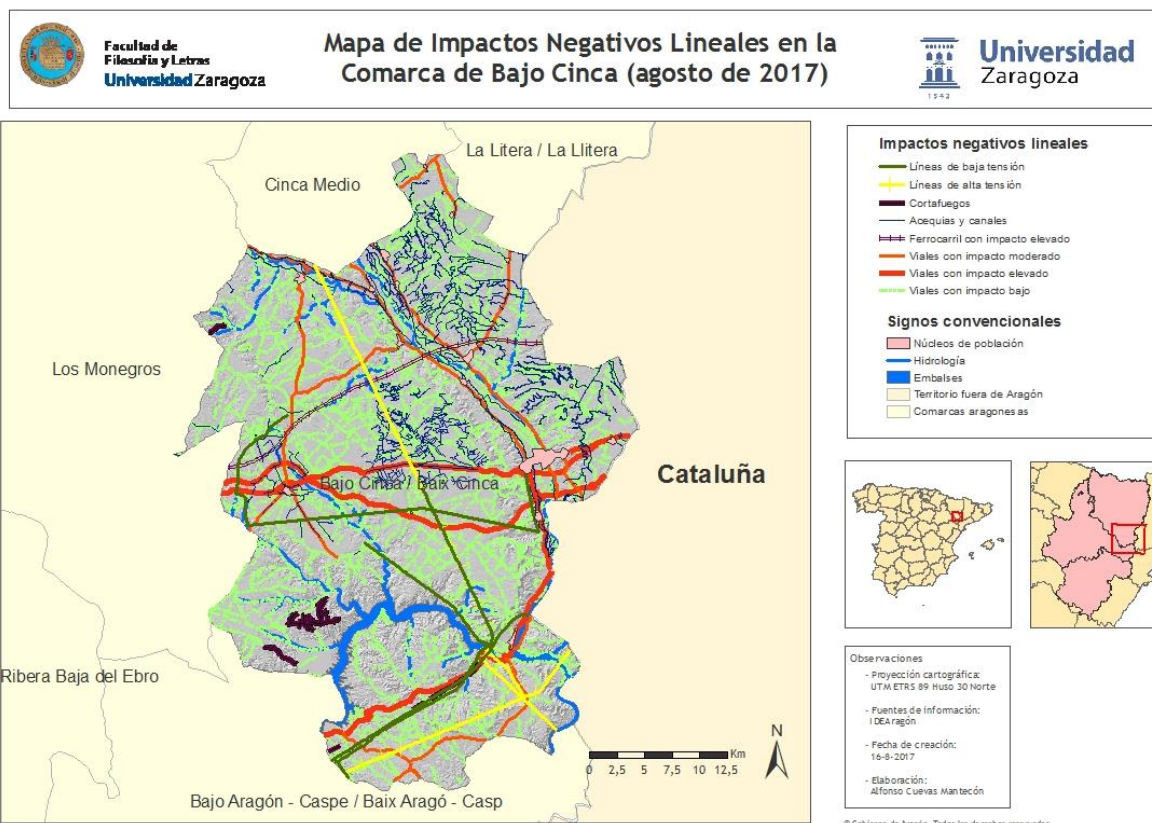 Facultad de
Filosofía y Letras
Universidad Zaragoza
Mapa de Impactos Negativos Lineales en la
Comarca de Bajo Cinca (agosto de 2017)
Universidad
Zaragoza
1542
La Litera / La Llitera
Cinca Medio
Los Monegros
Bajo Cinca / Baix Cinca
Cataluña
Ribera Baja del Ebro
Bajo Aragón - Caspe / Baix Aragó - Casp
N
Km
0 2,5 5 7,5 10 12,5
Impactos negativos lineales
Líneas de baja tensión
Líneas de alta tensión
Cortafuegos
Acequias y canales
Ferrocarril con impacto elevado
Viales con impacto moderado
Viales con impacto elevado
Viales con impacto bajo
Signos convencionales
Núcleos de población
Hidrología
Embalses
Territorio fuera de Aragón
Comarcas aragonesas
Observaciones
- Proyección cartográfica:
UTM ETRS 89 Huso 30 Norte
- Fuentes de información:
IDEAragón
- Fecha de creación:
16-8-2017
- Elaboración:
Alfonso Cuevas Mantecón